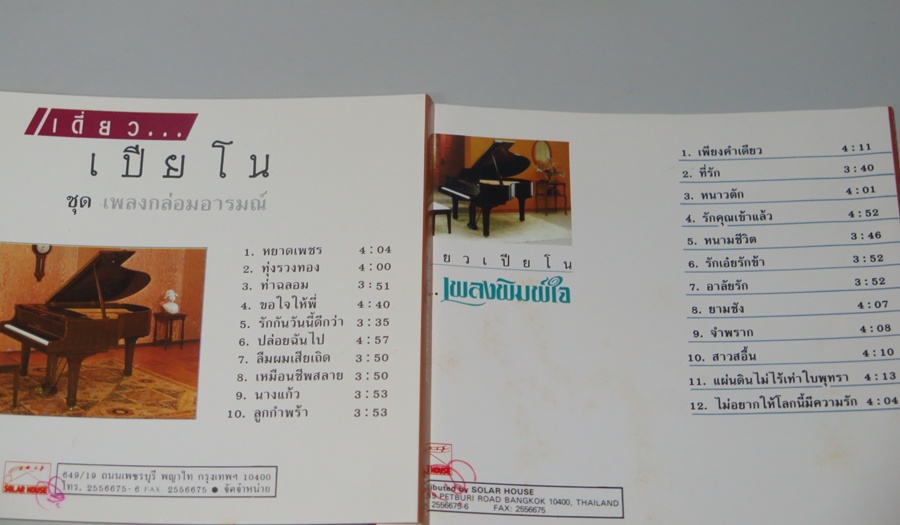 เดี่ยว...
เปียโน
ชุด เพลงกล่อมอารมณ์
1. หยาดเพชร 4:04
2. ทุ่งรวงทอง 4:00
3. ท่าฉลอม 3:51
4. ขอใจให้พี่ 4:40
5. รักกันวันนี้ดีกว่า 3:35
6. ปล่อยฉันไป 4:57
7. ลืมผมเสียเถิด 3:50
8. เหมือนชีพสลาย 3:50
9. นางแก้ว 3:53
10. ลูกกำพร้า 3:53
SOLAR HOUSE
649/19 ถนนเพชรบุรี พญาไท กรุงเทพฯ 10400
โทร. 2556675-6 FAX 2556675 ● จัดจำหน่าย
ยวเปียโน
เพลงพิมพ์ใจ
1. เพียงคำเดียว 4:11
2. ที่รัก 3:40
3. หนาวตัก 4:01
4. รักคุณเข้าแล้ว 4:52
5. หนามชีวิต 3:46
6. รักเอ๋ยรักข้า 3:52
7. อาลัยรัก 3:52
8. ยามชัง 4:07
9. จำพราก 4:08
10. สาวสอื้น 4:10
11. แผ่นดินไม่ไร้เท่าใบพุทรา 4:13
12. ไม่อยากให้โลกนี้มีความรัก 4:04
HOUSE
ibuted by SOLAR HOUSE
9 PETBURI ROAD BANGKOK 10400, THAILAND
2556675-6 FAX: 2556675